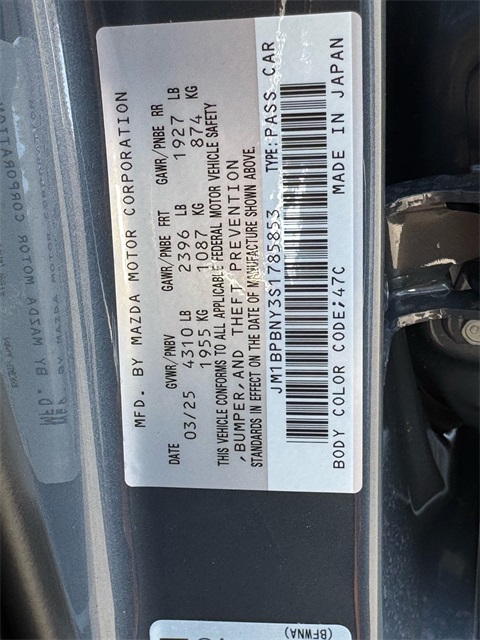 MFD. BY MAZDA MOTOR CORPORATION
DATE GVWR/PNBV GAWR/PNBE FRT GAWR/PNBE RR
03/25 4310 LB 2396 LB 1927 LB
1955 KG 1087 KG 874 KG
THIS VEHICLE CONFORMS TO ALL APPLICABLE FEDERAL MOTOR VEHICLE SAFETY
,BUMPER,AND THEFT PREVENTION
STANDARDS IN EFFECT ON THE DATE OF MANUFACTURE SHOWN ABOVE.
JM1BPBNY3S1785853 TYPE:PASS CAR
BODY COLOR CODE;47C MADE IN JAPAN
MFD. BY MAZDA MOTOR CORPORATION
(BFWNA)